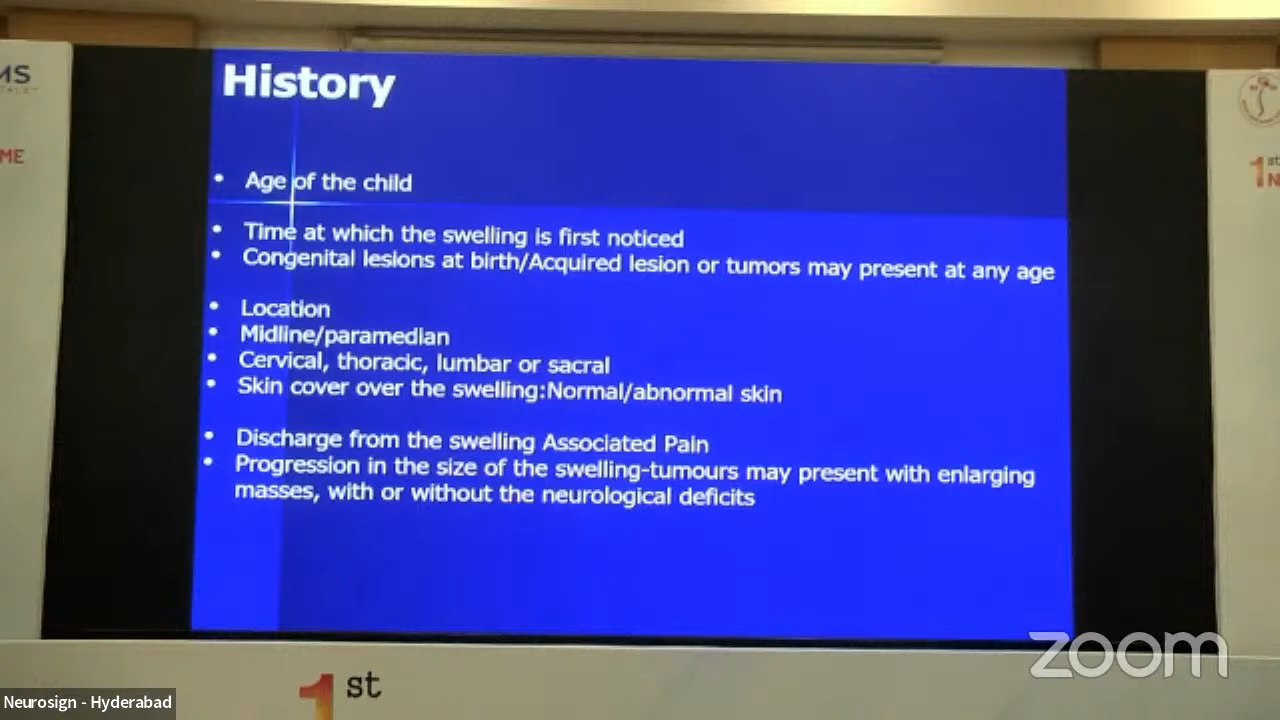 History
• Age of the child
• Time at which the swelling is first noticed
• Congenital lesions at birth/Acquired lesion or tumors may present at any age
• Location
• Midline/paramedian
• Cervical, thoracic, lumbar or sacral
• Skin cover over the swelling:Normal/abnormal skin
• Discharge from the swelling Associated Pain
• Progression in the size of the swelling-tumours may present with enlarging
masses, with or without the neurological deficits
MS
ME
1st
N
1st
zoom
Neurosign - Hyderabad